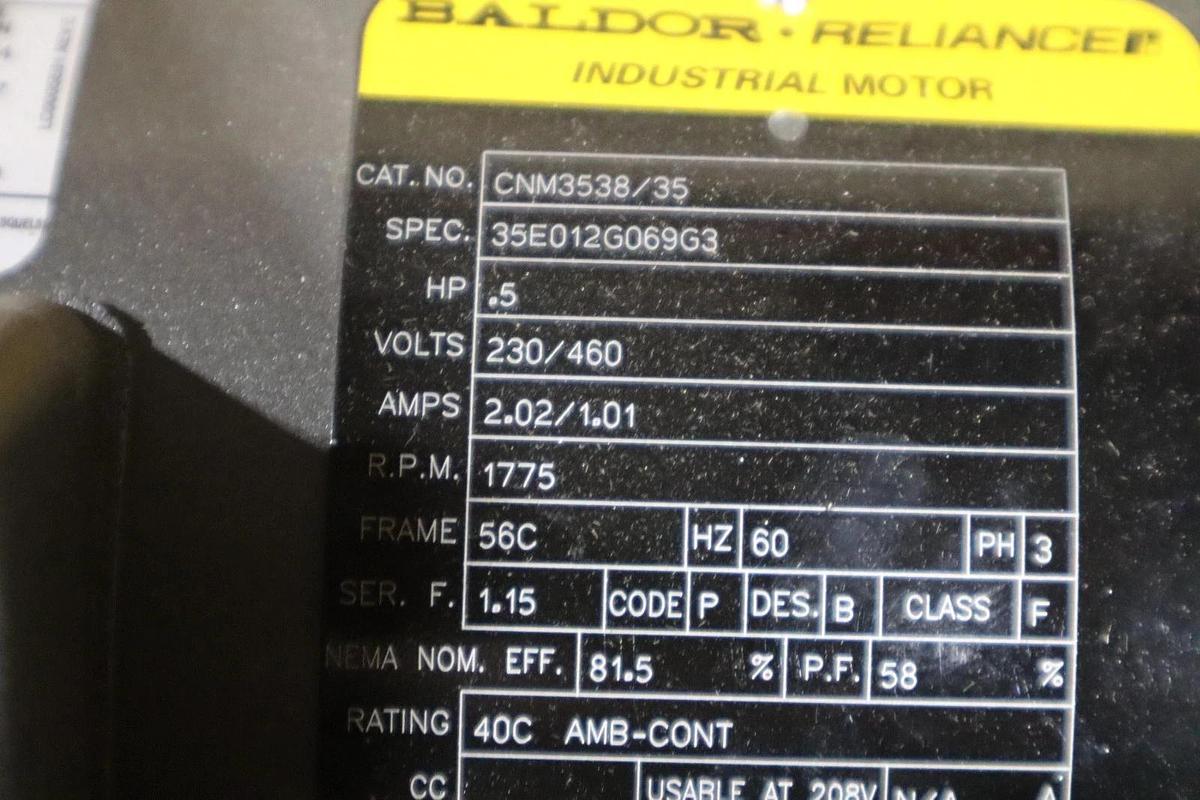 BALDOR · RELIANCER
INDUSTRIAL MOTOR
CAT. NO. CNM3538/35
SPEC. 35E012G069G3
HP .5
VOLTS 230/460
AMPS 2.02/1.01
R.P.M. 1775
FRAME 56C HZ 60 PH 3
SER. F. 1.15 CODE P DES. B CLASS F
NEMA NOM. EFF. 81.5 % P.F. 58 %
RATING 40C AMB-CONT
CC USABLE AT 208V N/A A